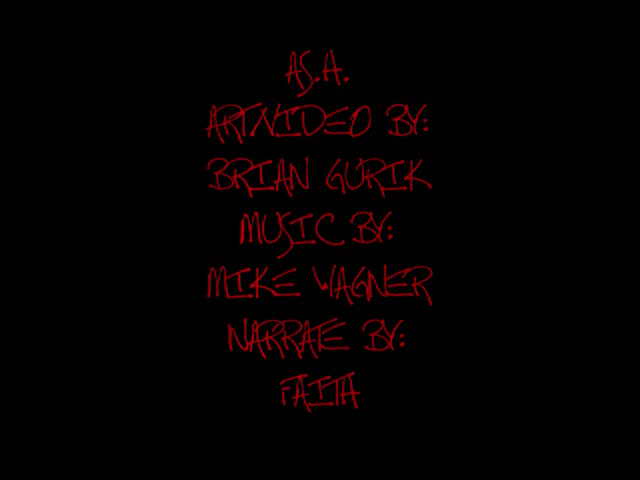 AS.H.
ART/VIDEO BY:
BRIAN GURIK
MUSIC BY:
MIKE WAGNER
NARRATE BY:
FAITH